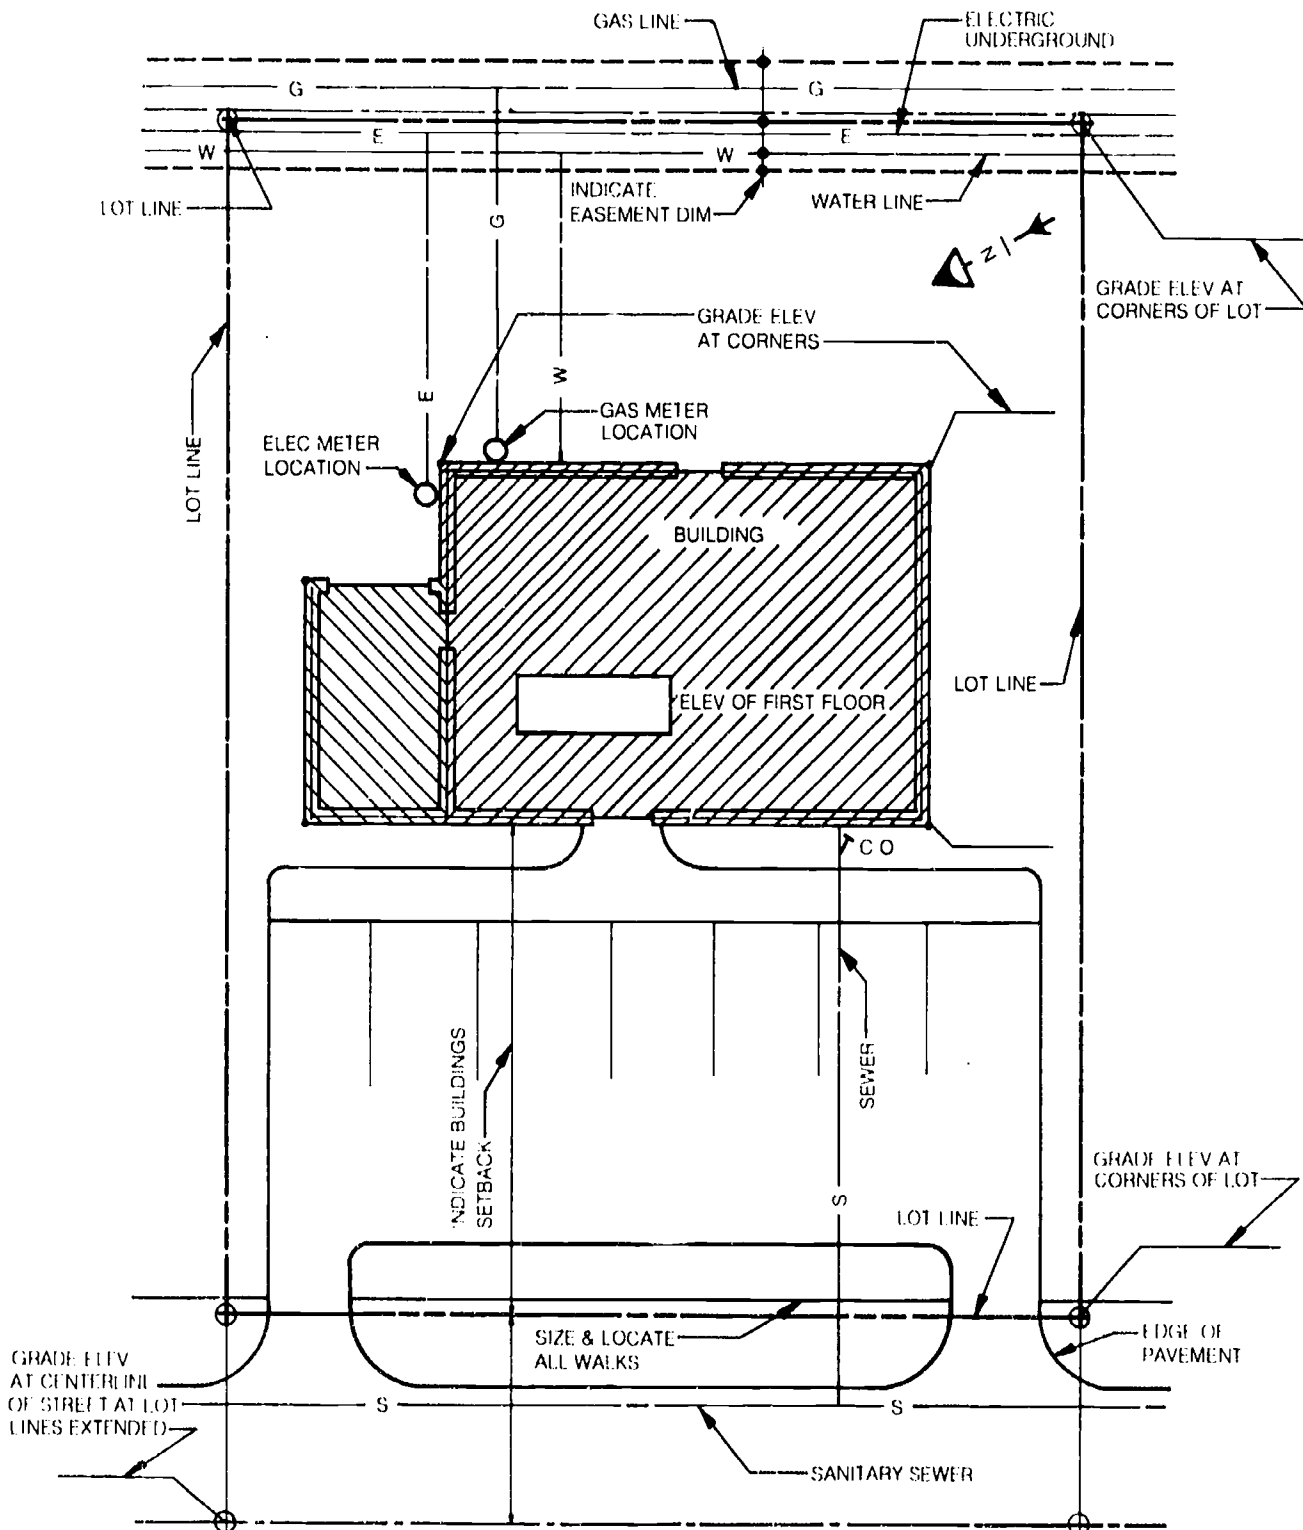 GAS LINE
ELECTRIC
UNDERGROUND
G
G
E
E
W
W
LOT LINE
INDICATE
EASEMENT DIM
WATER LINE
G
N
GRADE ELEV AT
CORNERS OF LOT
GRADE ELEV
AT CORNERS
W
E
LOT LINE
GAS METER
LOCATION
ELEC METER
LOCATION
BUILDING
LOT LINE
ELEV OF FIRST FLOOR
C O
SEWER
INDICATE BUILDINGS
SETBACK
S
GRADE ELEV AT
CORNERS OF LOT
LOT LINE
SIZE & LOCATE
ALL WALKS
EDGE OF
PAVEMENT
GRADE ELEV
AT CENTERLINE
OF STREET AT LOT
LINES EXTENDED
S
S
SANITARY SEWER